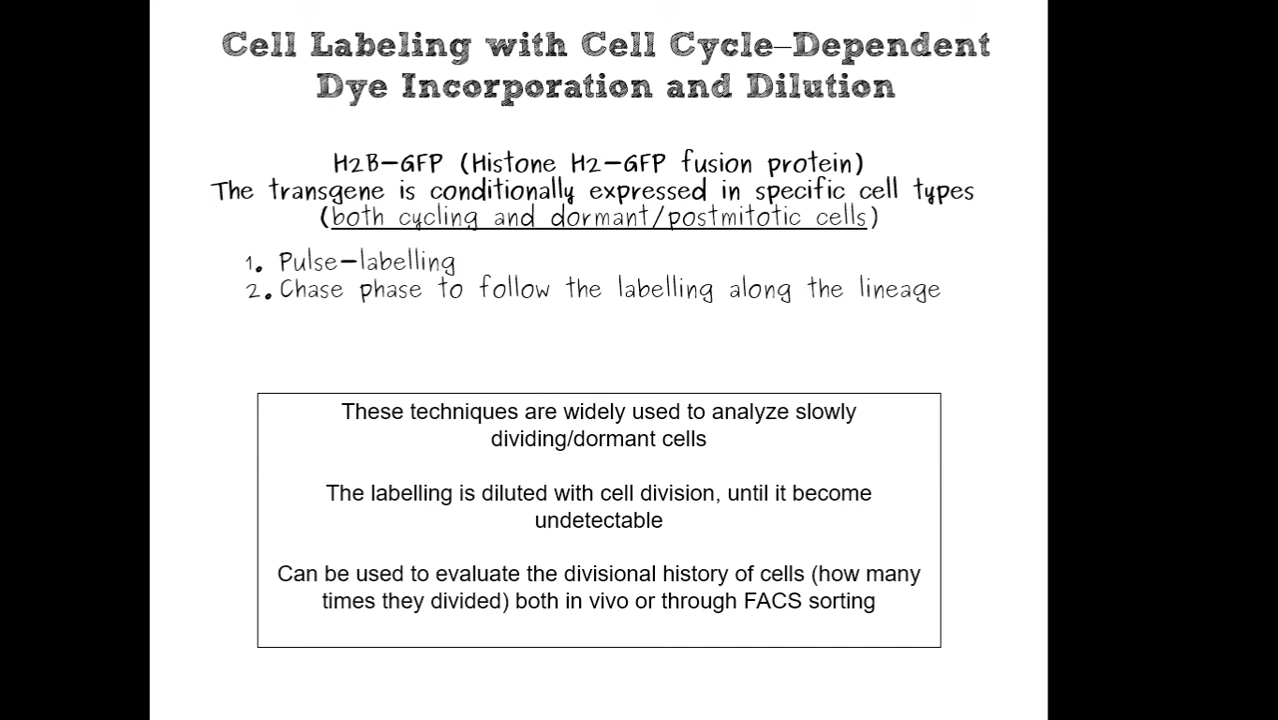 Cell Labeling with Cell Cycle–Dependent
Dye Incorporation and Dilution
H2B-GFP (Histone H2-GFP fusion protein)
The transgene is conditionally expressed in specific cell types
(both cycling and dormant/postmitotic cells)
1. Pulse-labelling
2. Chase phase to follow the labelling along the lineage
These techniques are widely used to analyze slowly
dividing/dormant cells
The labelling is diluted with cell division, until it become
undetectable
Can be used to evaluate the divisional history of cells (how many
times they divided) both in vivo or through FACS sorting